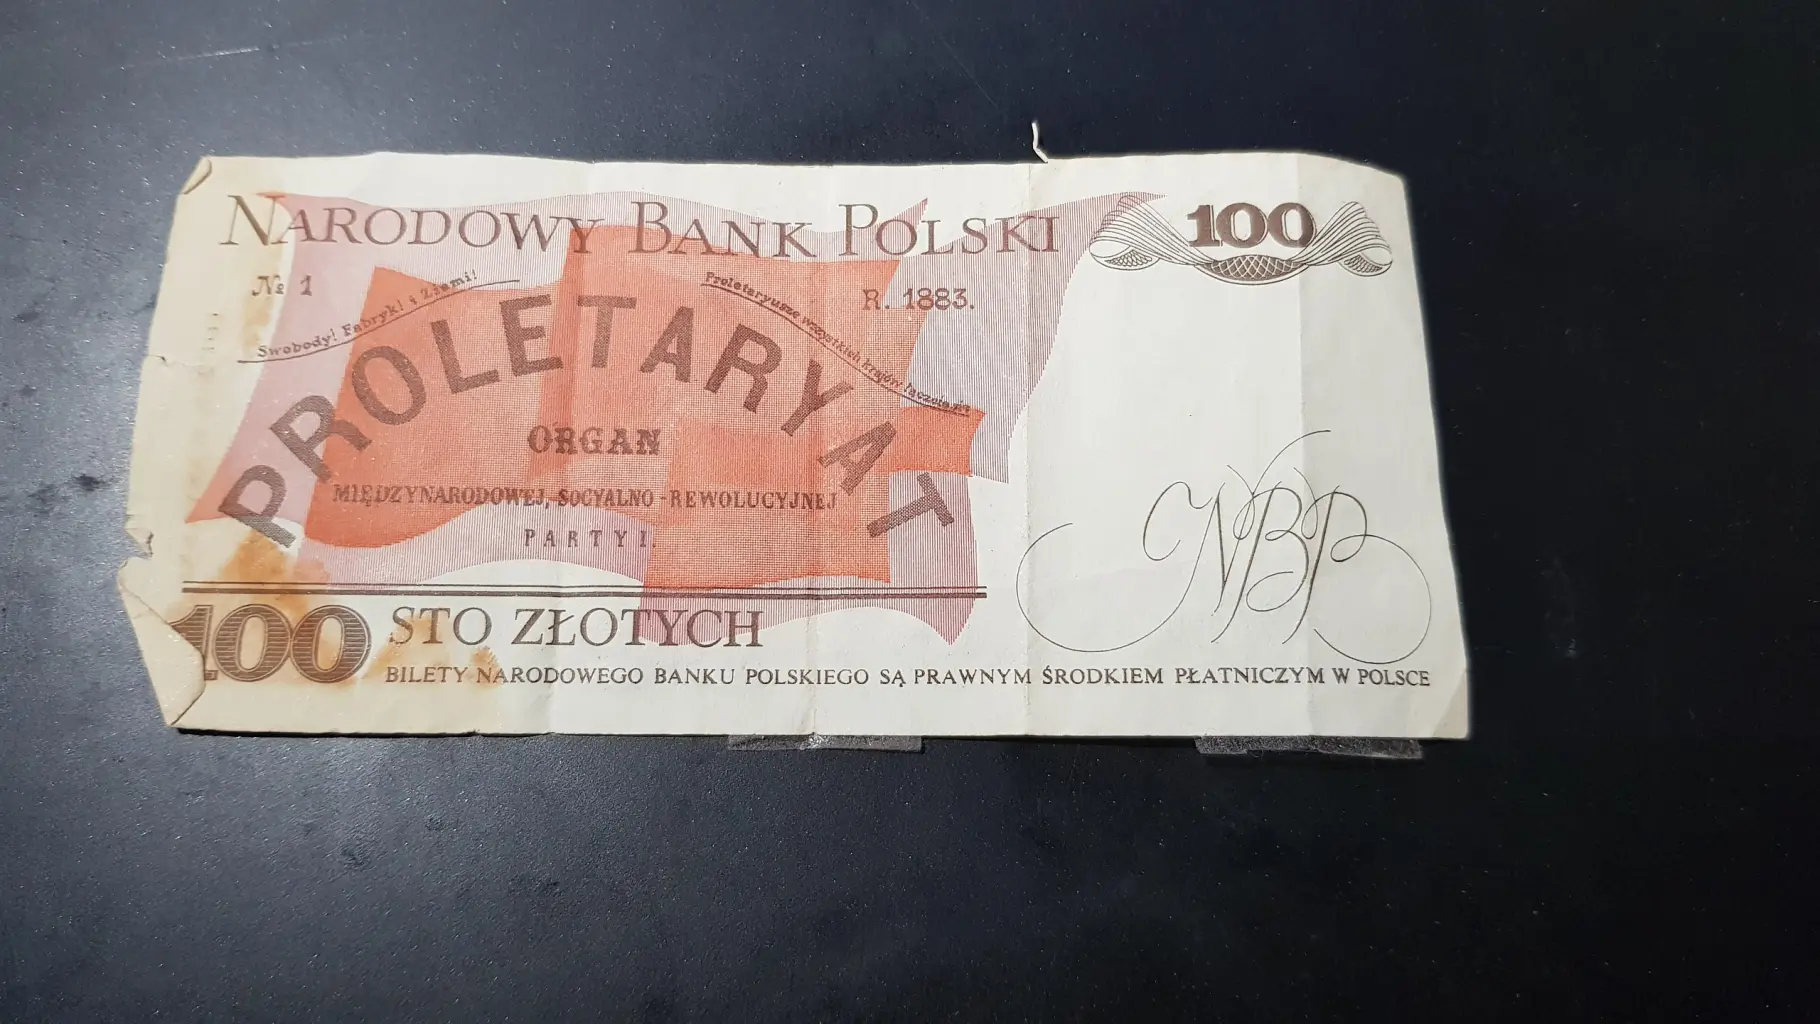 NARODOWY BANK POLSKI
100
№ 1
R. 1883.
Swobody! Fabryk! i Ziemi!
Proletaryusze wszystkich krajów łączcie się
PROLETARYAT
ORGAN
MIĘDZYNARODOWEJ, SOCYALNO-REWOLUCYJNEJ
PARTYI.
NBP
100 STO ZŁOTYCH
BILETY NARODOWEGO BANKU POLSKIEGO SĄ PRAWNYM ŚRODKIEM PŁATNICZYM W POLSCE